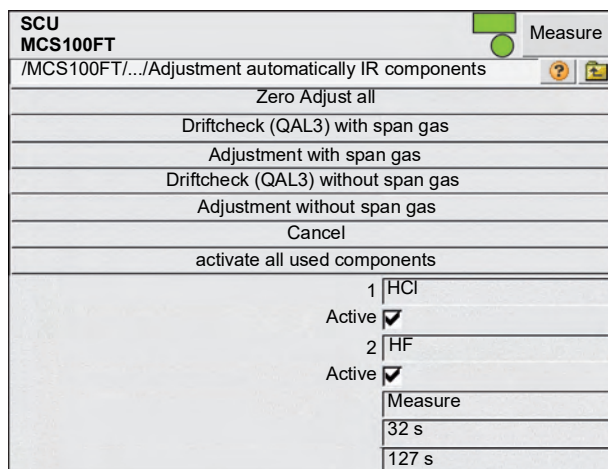 SCU
MCS100FT
Measure
/MCS100FT/.../Adjustment automatically IR components
?
Zero Adjust all
Driftcheck (QAL3) with span gas
Adjustment with span gas
Driftcheck (QAL3) without span gas
Adjustment without span gas
Cancel
activate all used components
1 HCl
Active
2 HF
Active
Measure
32 s
127 s